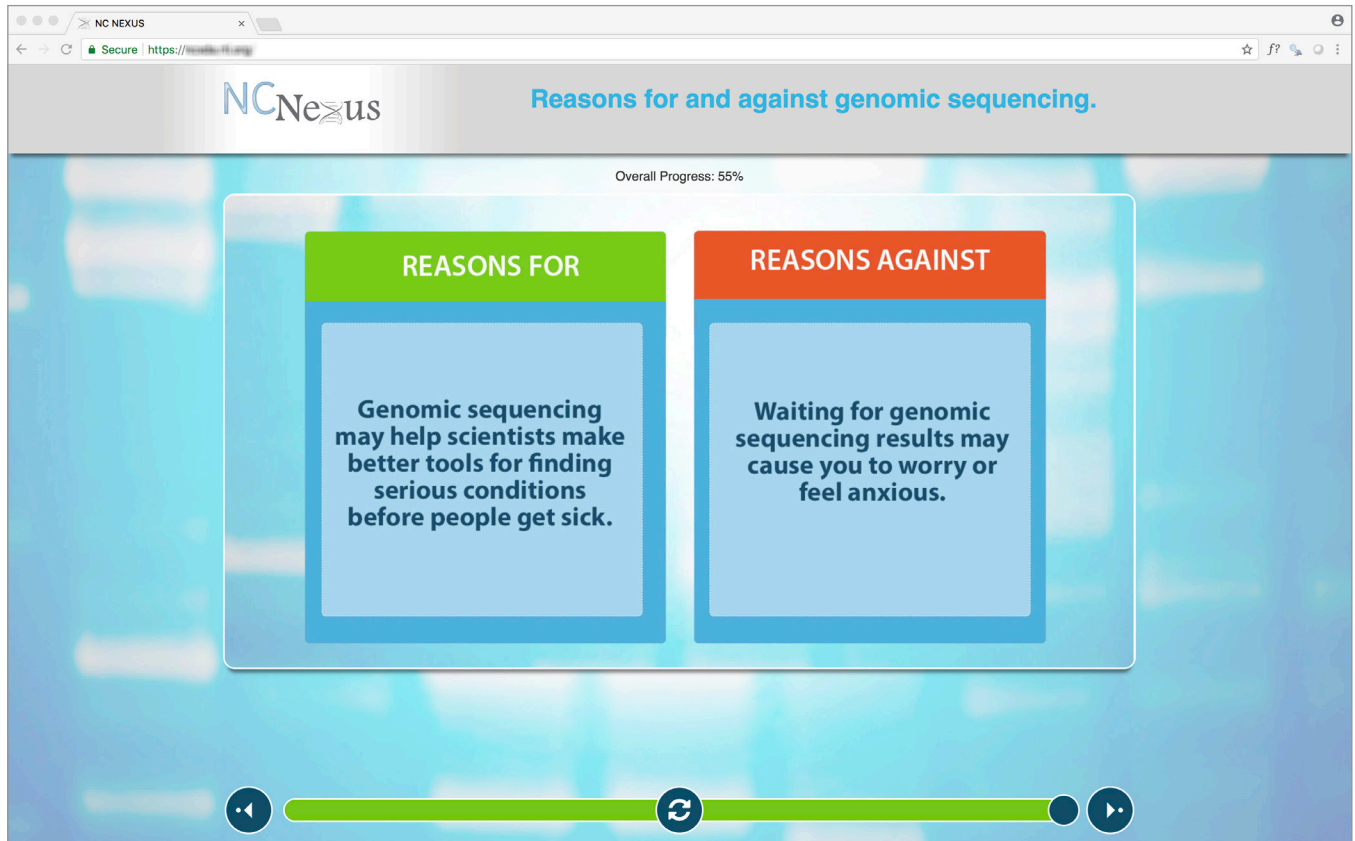 NC NEXUS
Secure https://
f?
NCNexus
Reasons for and against genomic sequencing.
Overall Progress: 55%
REASONS FOR
Genomic sequencing
may help scientists make
better tools for finding
serious conditions
before people get sick.
REASONS AGAINST
Waiting for genomic
sequencing results may
cause you to worry or
feel anxious.